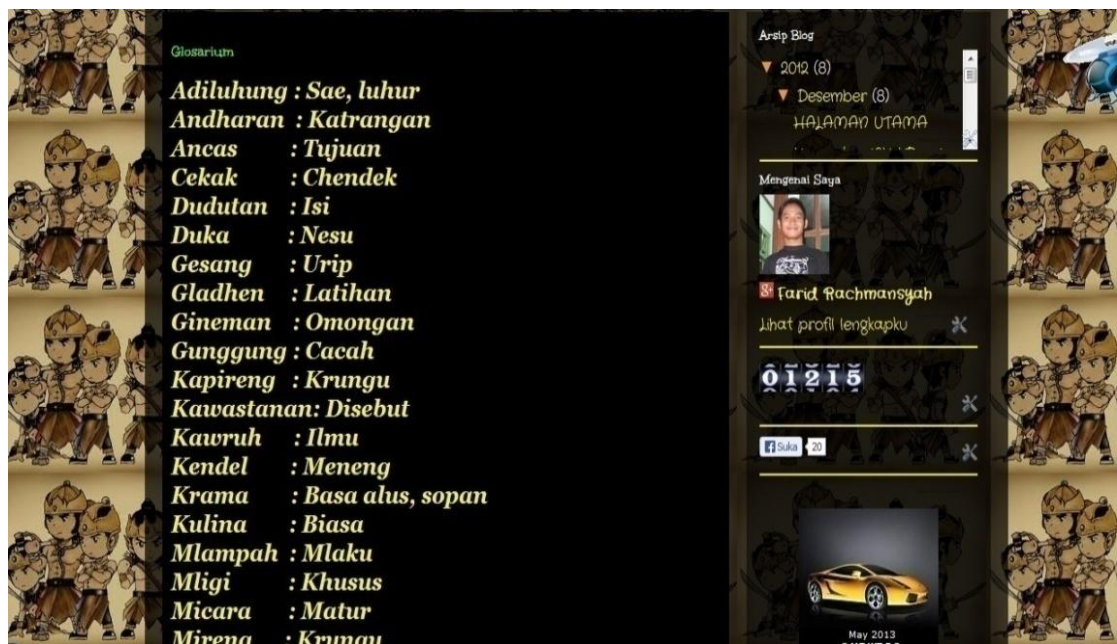 Glosarium
Adiluhung : Sae, luhur
Andharan : Katrangan
Ancas : Tujuan
Cekak : Chendek
Dudutan : Isi
Duka : Nesu
Gesang : Urip
Gladhen : Latihan
Gineman : Omongan
Gunggung : Cacah
Kapireng : Krungu
Kawastanan: Disebut
Kawruh : Ilmu
Kendel : Meneng
Krama : Basa alus, sopan
Kulina : Biasa
Mlampah : Mlaku
Mligi : Khusus
Micara : Matur
Mireng : Krungu
Arsip Blog
▼ 2012 (8)
▼ Desember (8)
HALAMAN UTAMA
Mengenai Saya
Farid Rachmansyah
Lihat profil lengkapku
01215
Suka 20
May 2013